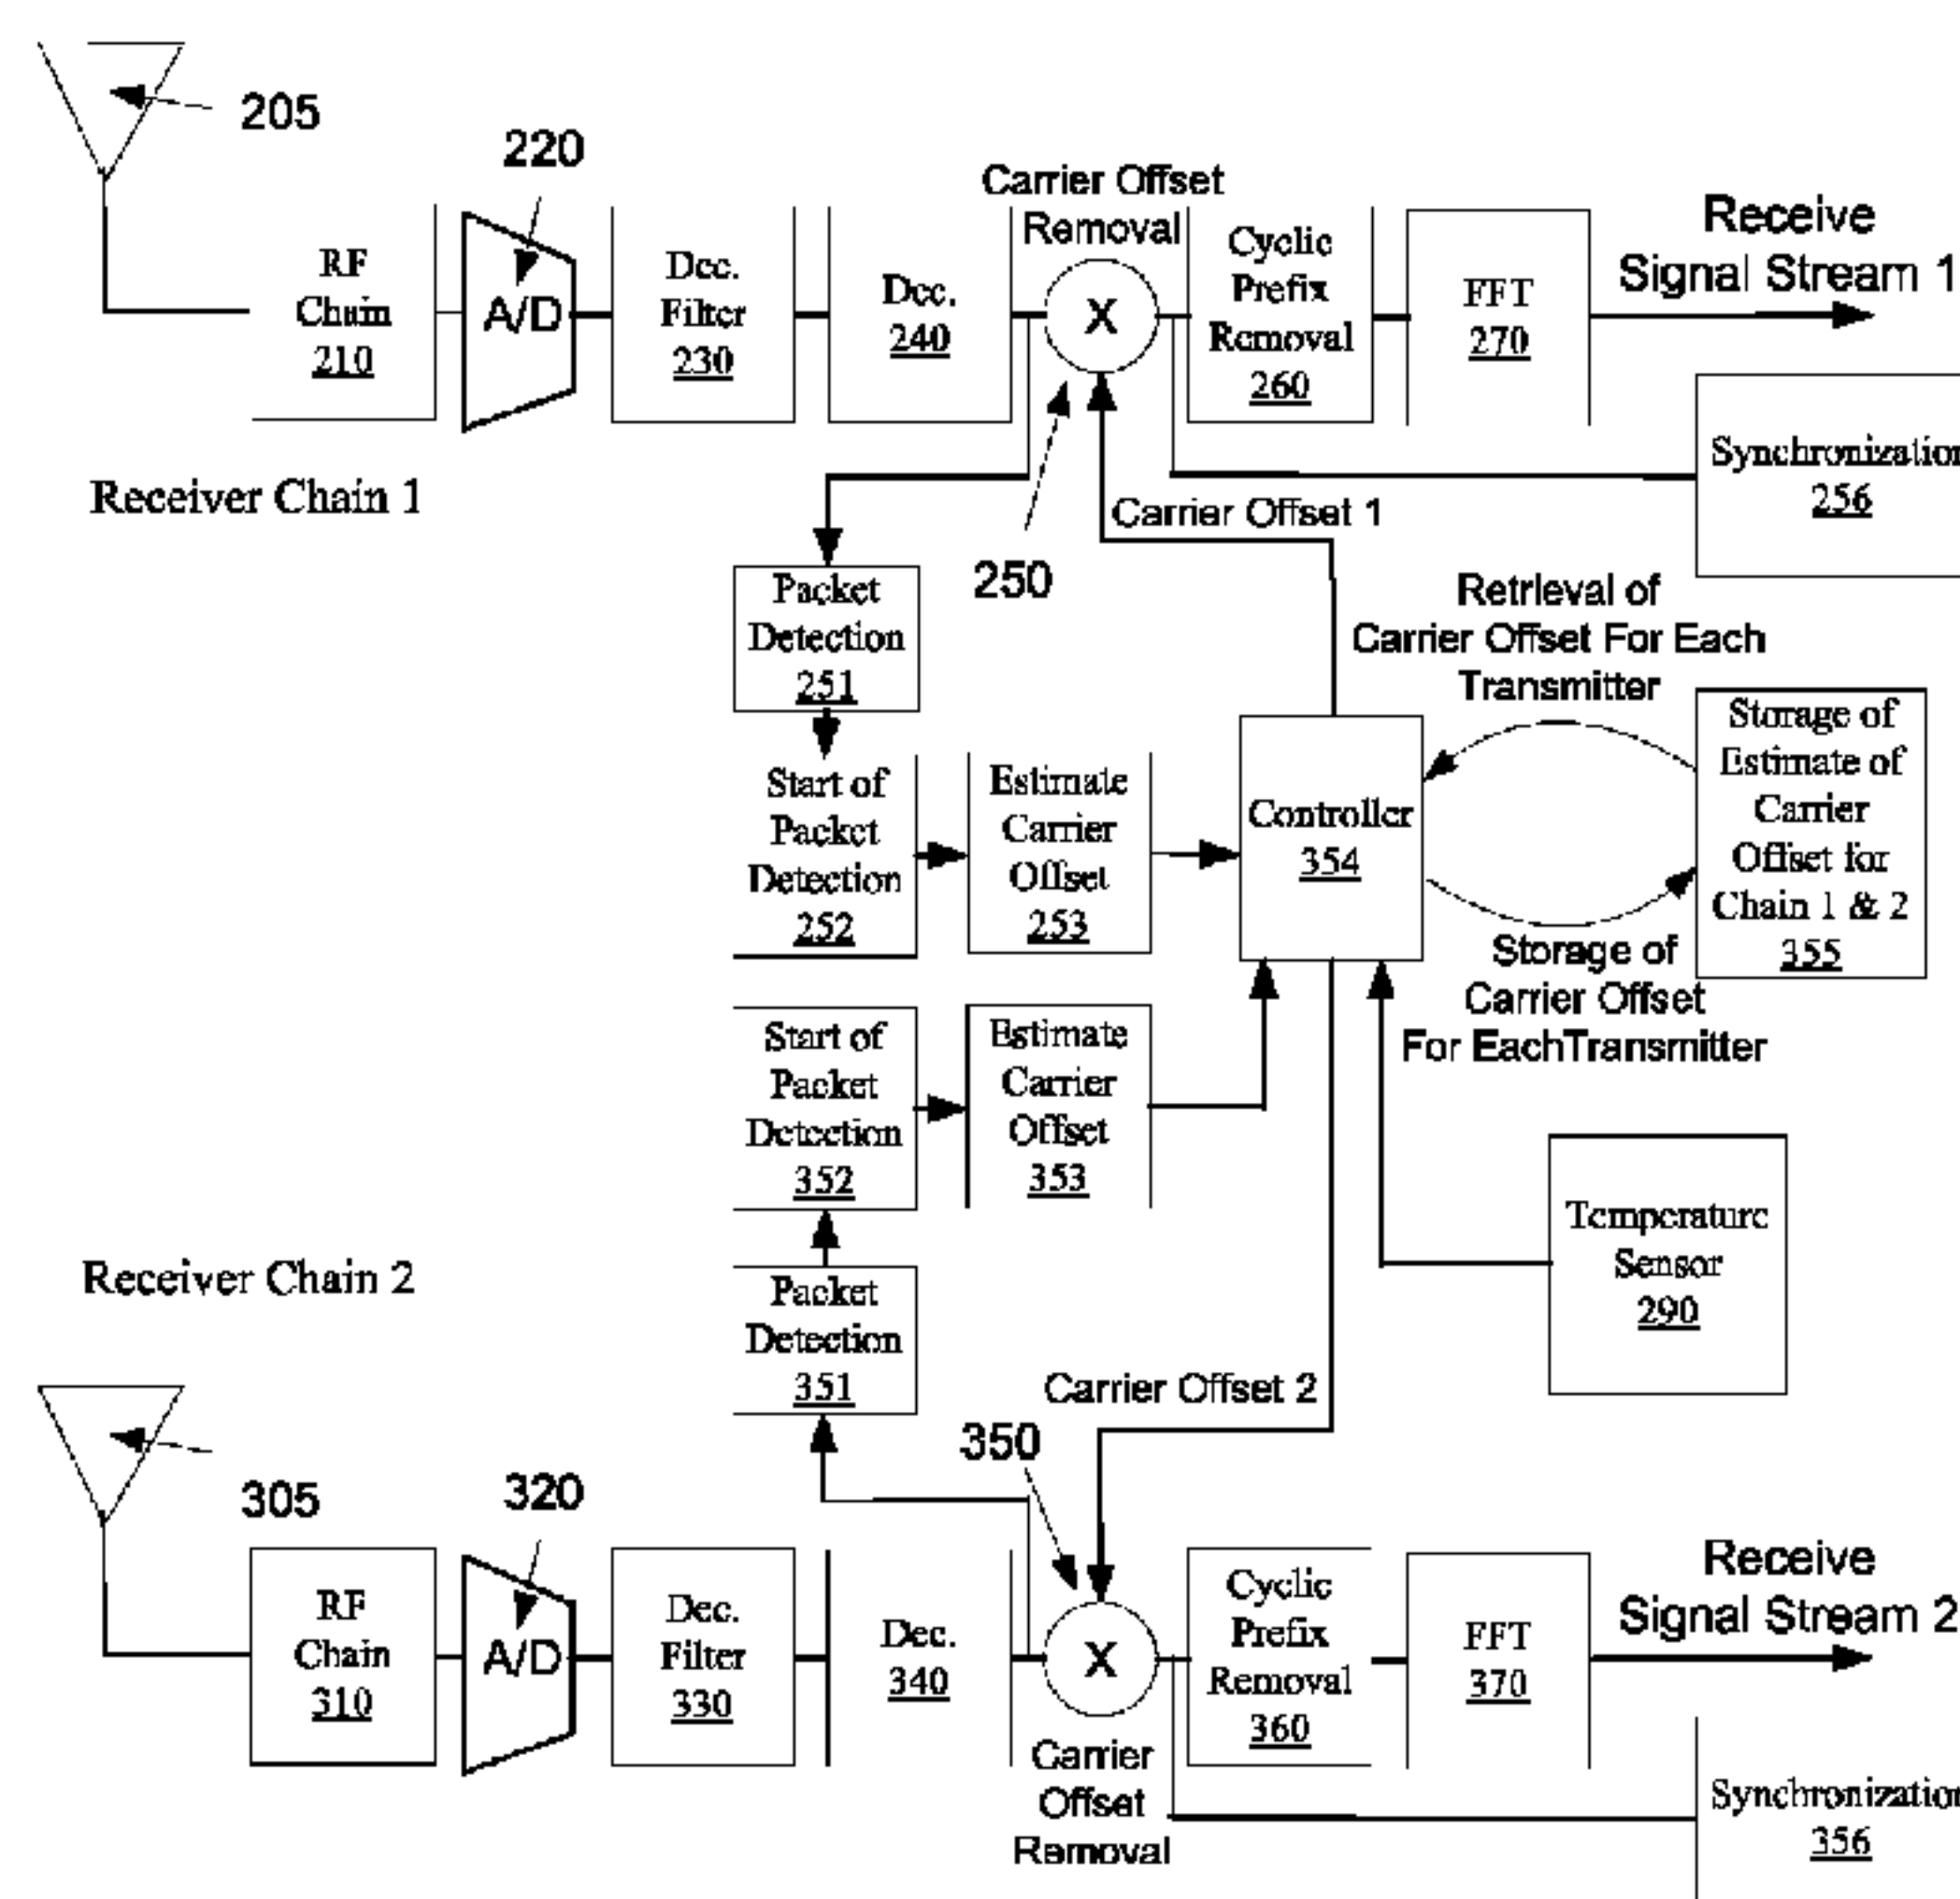 205
220
Carrier Offset
Removal
RF
Chain
210
A/D
Dec.
Filter
230
Dec.
240
X
Cyclic
Prefix
Removal
260
FFT
270
Receive
Signal Stream 1
Synchronization
256
Receiver Chain 1
250
Carrier Offset 1
Packet
Detection
251
Retrieval of
Carrier Offset For Each
Transmitter
Start of
Packet
Detection
252
Estimate
Carrier
Offset
253
Controller
354
Storage of
Estimate of
Carrier
Offset for
Chain 1 & 2
355
Storage of
Carrier Offset
For EachTransmitter
Start of
Packet
Detection
352
Estimate
Carrier
Offset
353
Temperature
Sensor
290
Receiver Chain 2
Packet
Detection
351
Carrier Offset 2
350
305
320
RF
Chain
310
A/D
Dec.
Filter
330
Dec.
340
X
Carrier
Offset
Removal
Cyclic
Prefix
Removal
360
FFT
370
Receive
Signal Stream 2
Synchronization
356